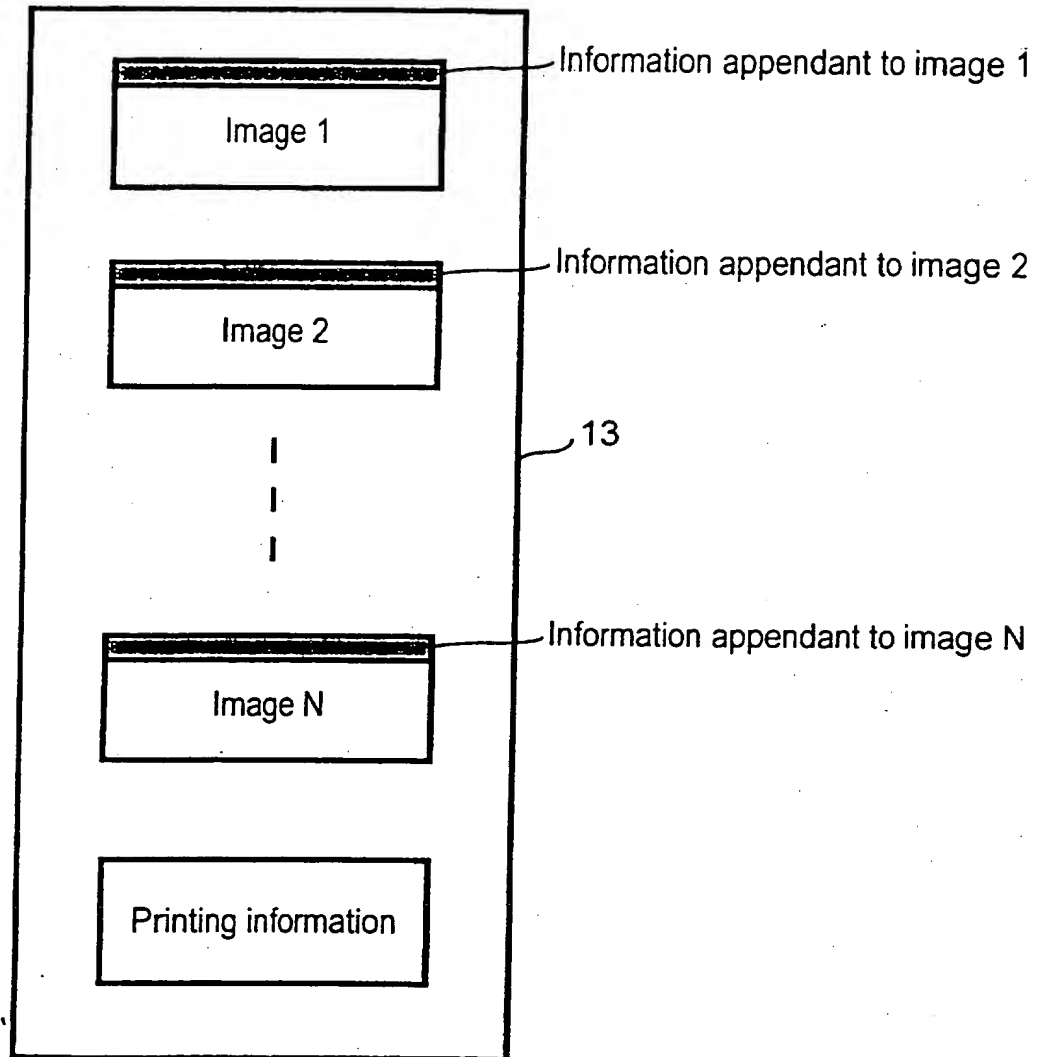 Information appendant to image 1
Image 1
Information appendant to image 2
Image 2
13
Information appendant to image N
Image N
Printing information